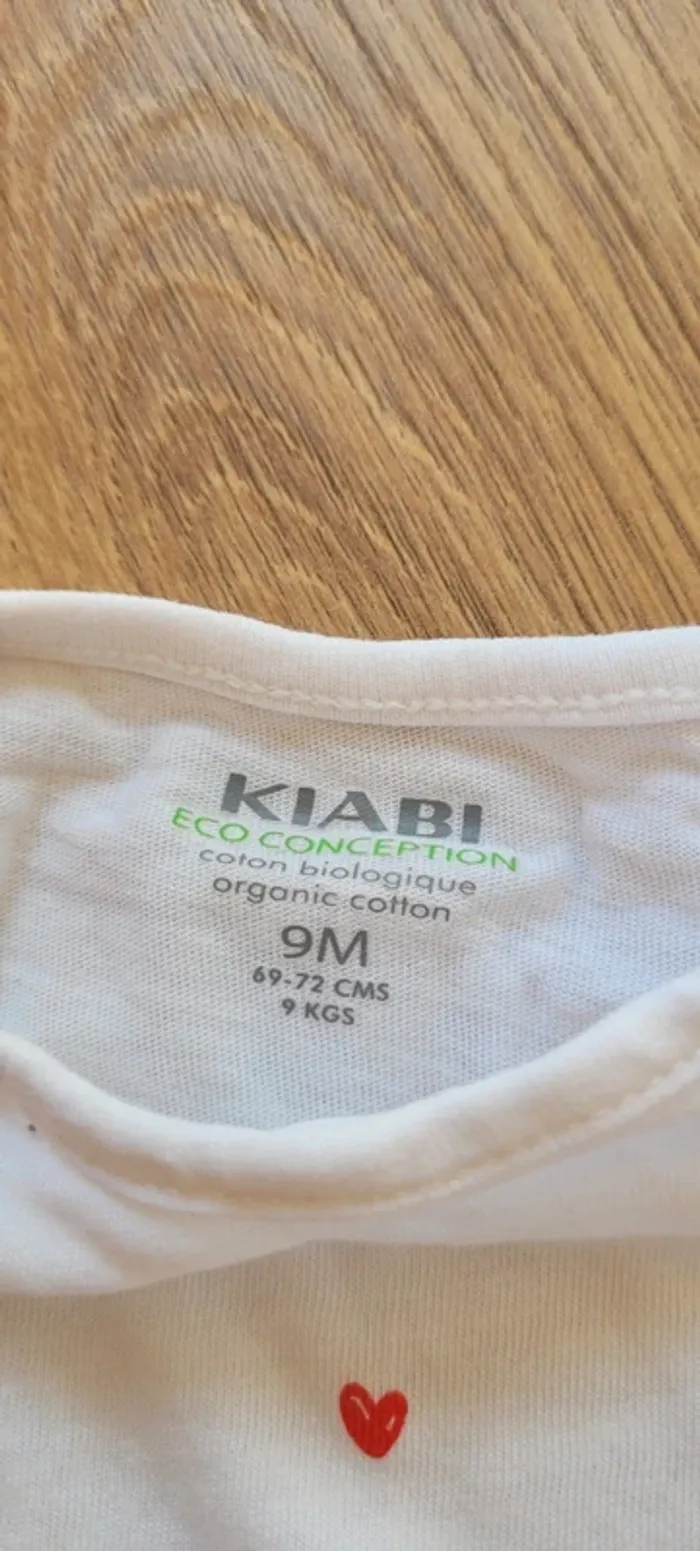 KIABI
ECO CONCEPTION
coton biologique
organic cotton
9M
69-72 CMS
9 KGS